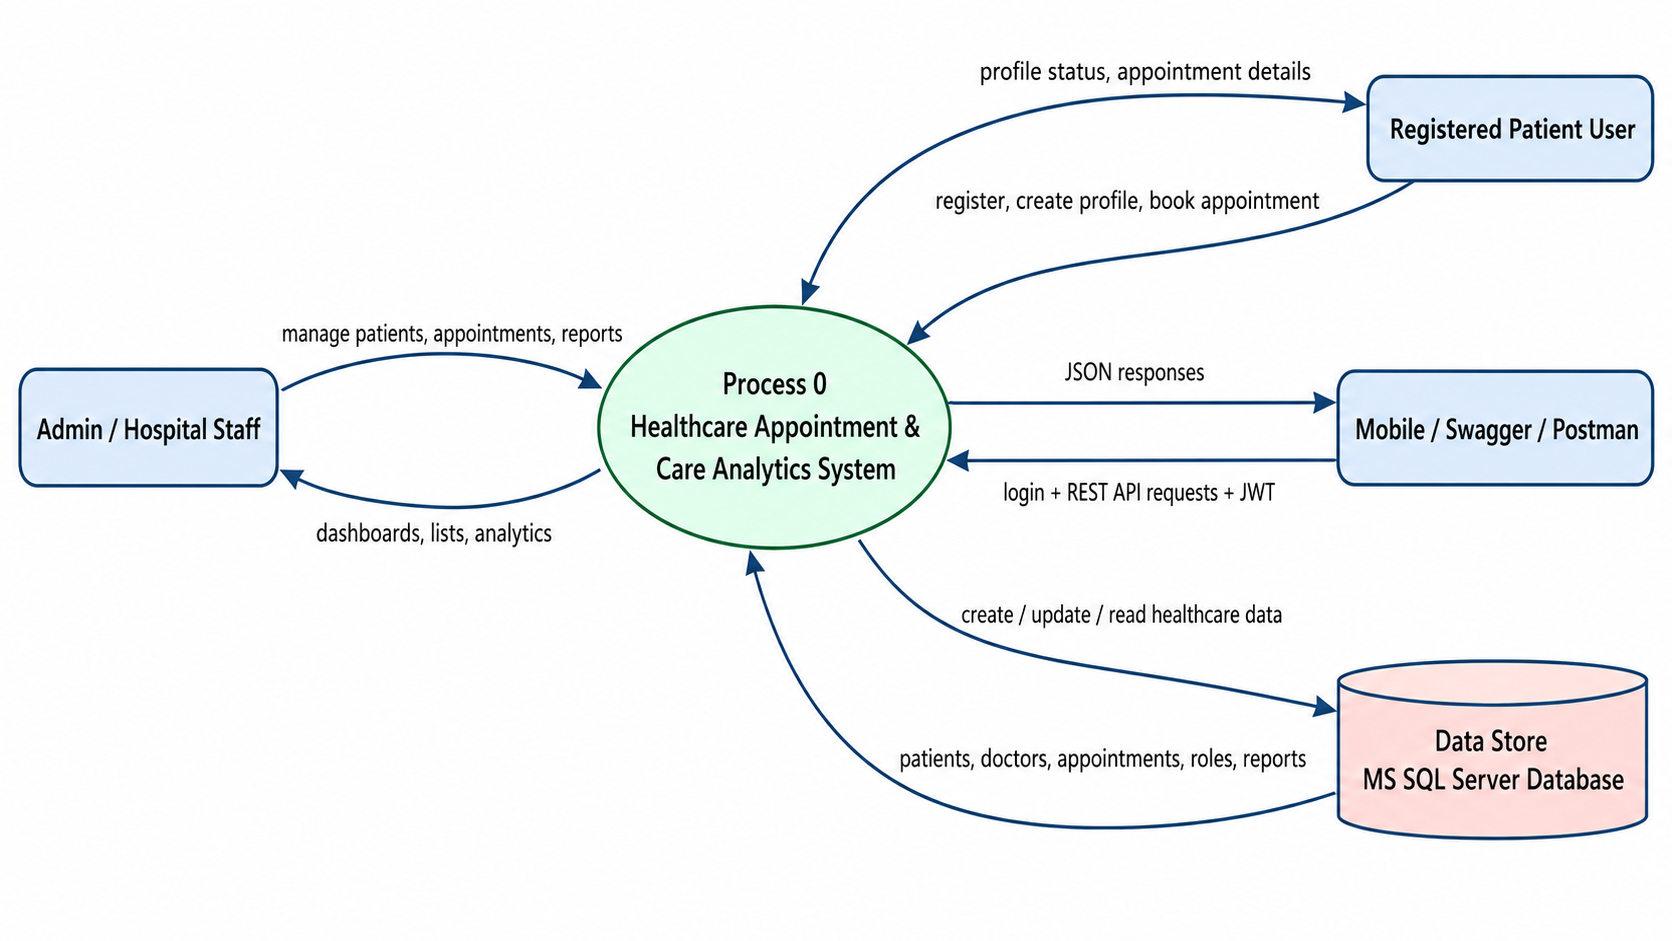 profile status, appointment details
Registered Patient User
register, create profile, book appointment
manage patients, appointments, reports
Admin / Hospital Staff
dashboards, lists, analytics
Process 0
Healthcare Appointment &
Care Analytics System
JSON responses
Mobile / Swagger / Postman
login + REST API requests + JWT
create / update / read healthcare data
patients, doctors, appointments, roles, reports
Data Store
MS SQL Server Database